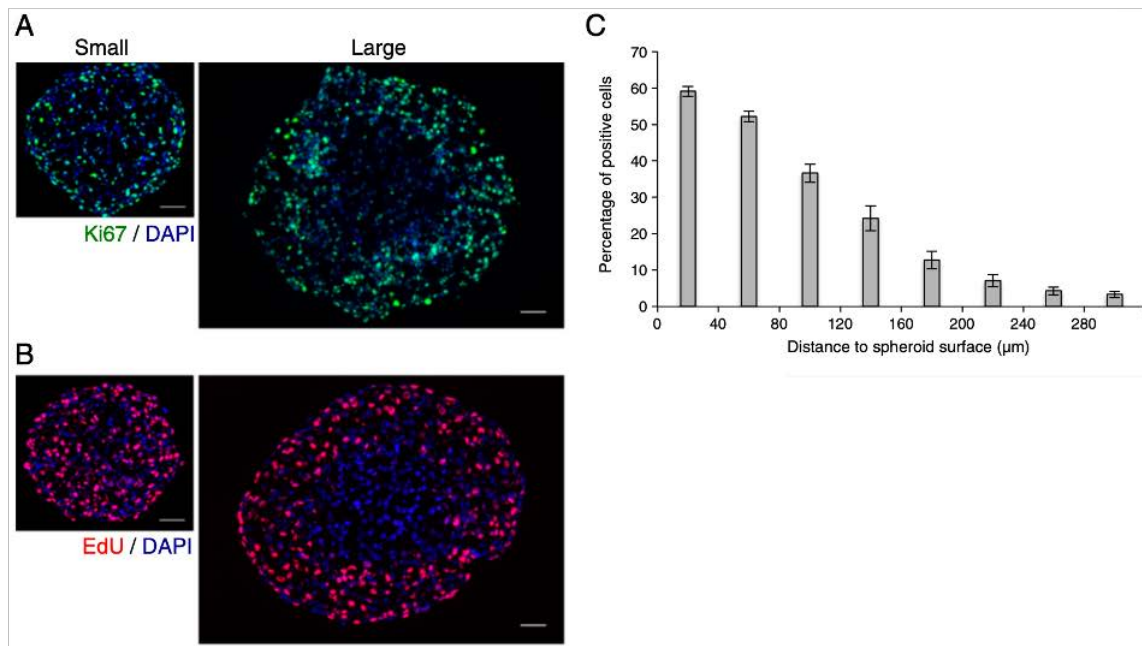 A
Small
Large
Ki67 / DAPI
B
EdU / DAPI
C
Percentage of positive cells
70
60
50
40
30
20
10
0
0 40 80 120 160 200 240 280
Distance to spheroid surface (µm)